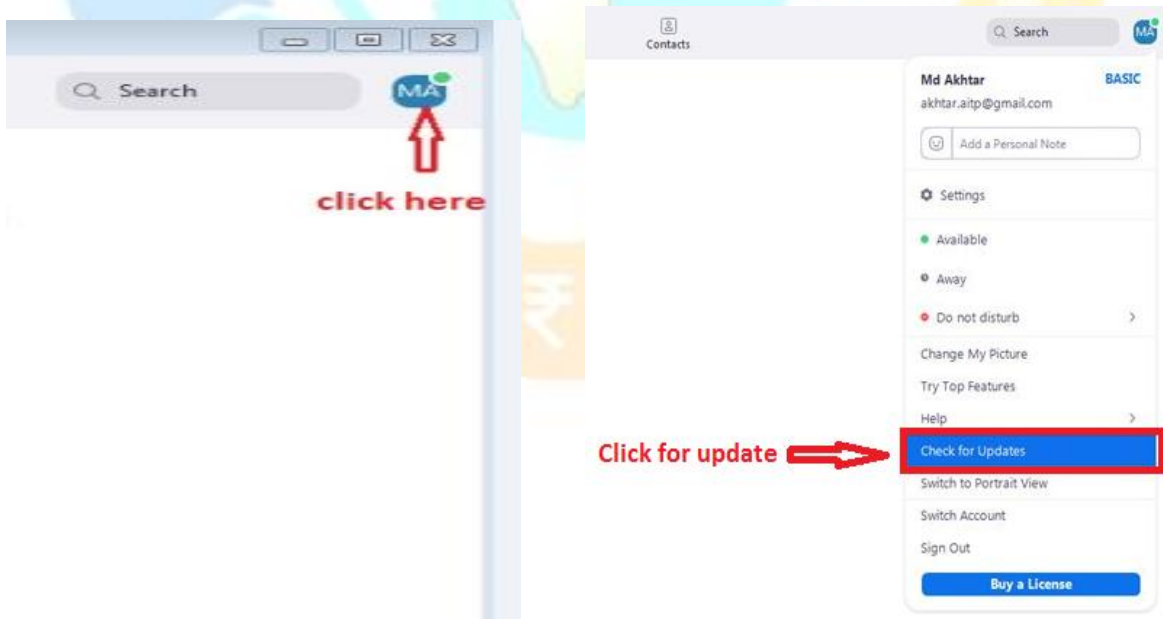 Search
MA
click here
₹
Contacts
Search
MA
Md Akhtar BASIC
akhtar.aitp@gmail.com
Add a Personal Note
Settings
Available
Away
Do not disturb
Change My Picture
Try Top Features
Help
Click for update
Check for Updates
Switch to Portrait View
Switch Account
Sign Out
Buy a License